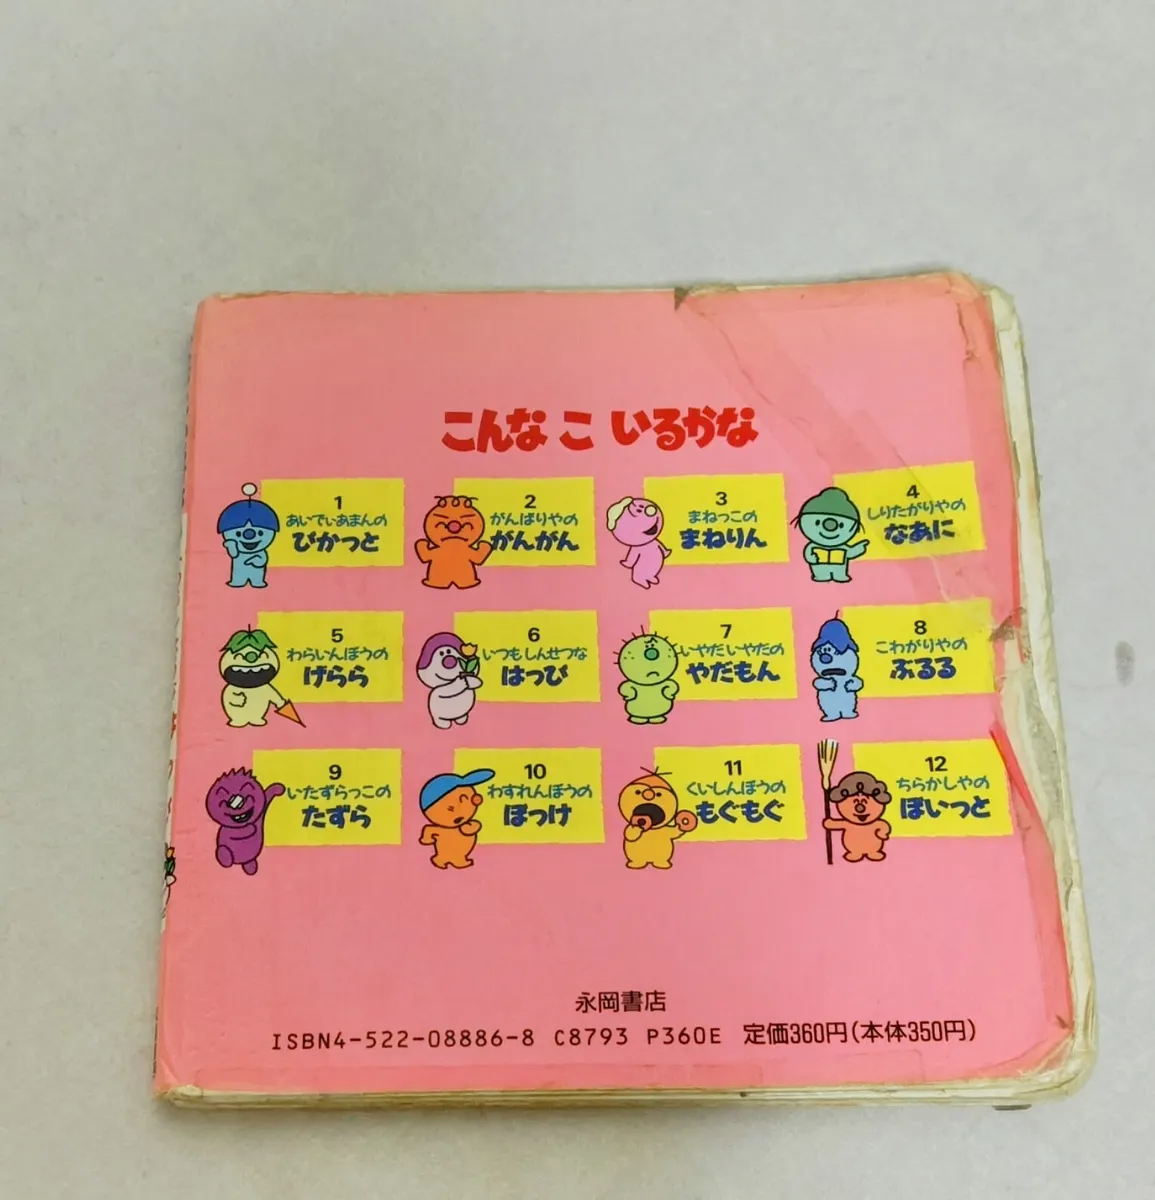 こんな こ いるかな
1
あいでぃあまんの
ぴかっと
2
がんばりやの
がんがん
3
まねっこの
まねりん
4
しりたがりやの
なあに
5
わらいんぼうの
けらら
6
いつもしんせつな
はっぴ
7
いやだいやだの
やだもん
8
こわがりやの
ぶるる
9
いたずらっこの
たずら
10
わすれんぼうの
ぽっけ
11
くいしんぼうの
もぐもぐ
12
ちらかしやの
ぽいっと
永岡書店
ISBN4-522-08886-8 C8793 P360E 定価360円(本体350円)